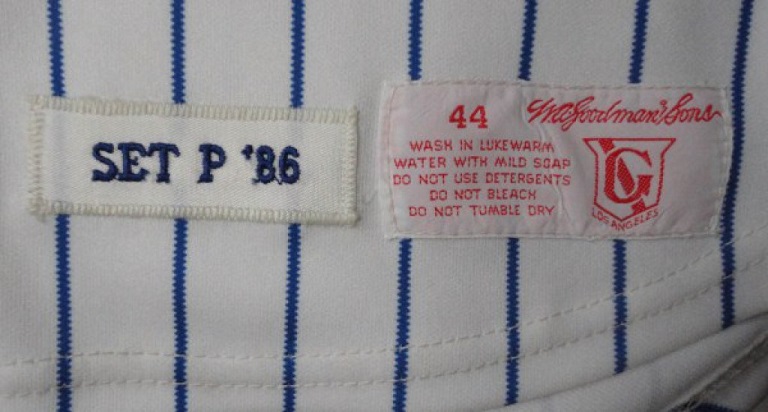 SET P '86
44 Wm. Goodman & Sons
WASH IN LUKEWARM
WATER WITH MILD SOAP
DO NOT USE DETERGENTS
DO NOT BLEACH
DO NOT TUMBLE DRY
G
LOS ANGELES